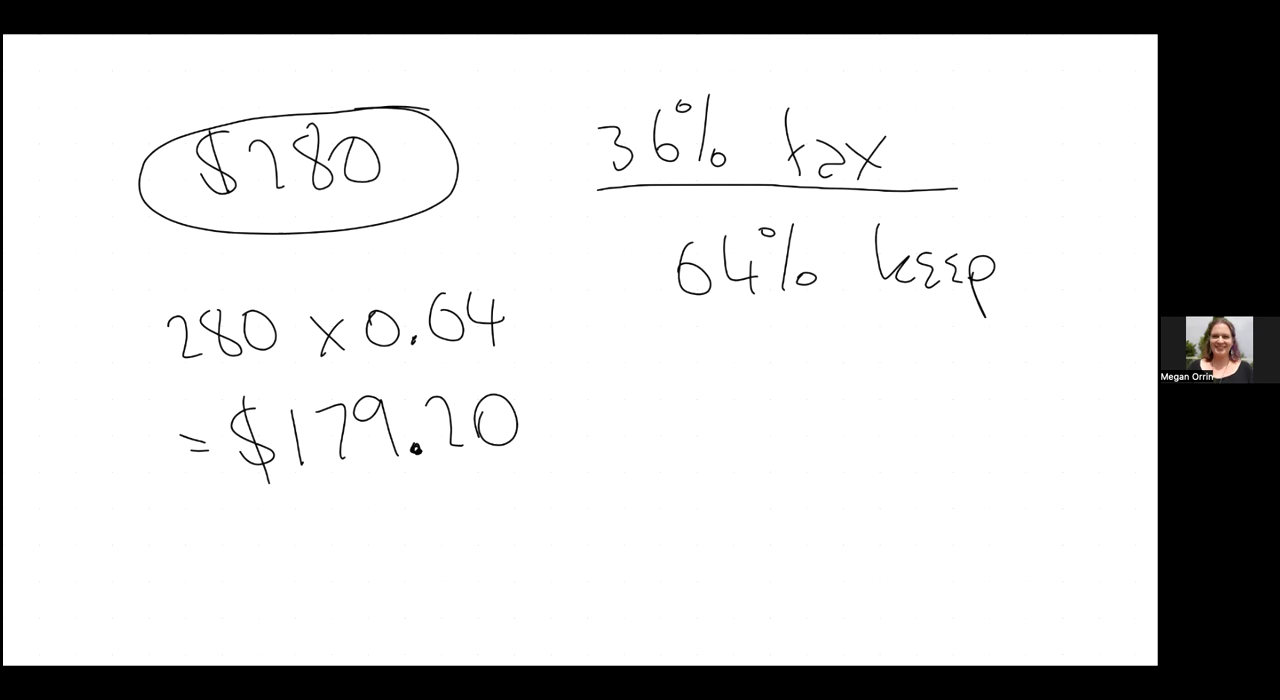 $280
36% tax
64% keep
280 x 0.64
= $179.20
Megan Orrin